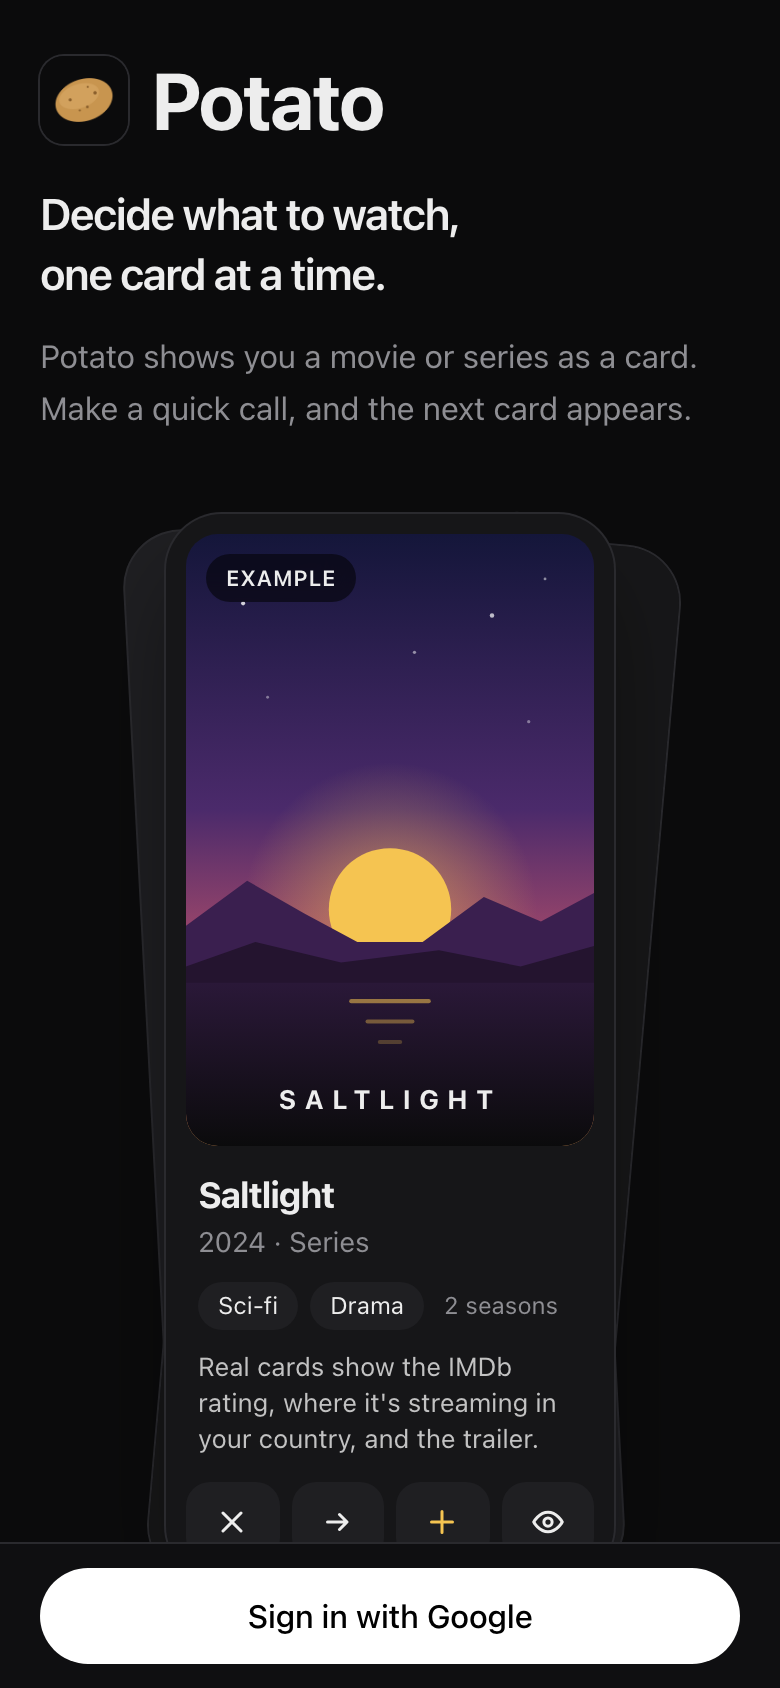 Potato
Decide what to watch,
one card at a time.
Potato shows you a movie or series as a card.
Make a quick call, and the next card appears.
EXAMPLE
SALTLIGHT
Saltlight
2024 · Series
Sci-fi Drama 2 seasons
Real cards show the IMDb
rating, where it's streaming in
your country, and the trailer.
Sign in with Google